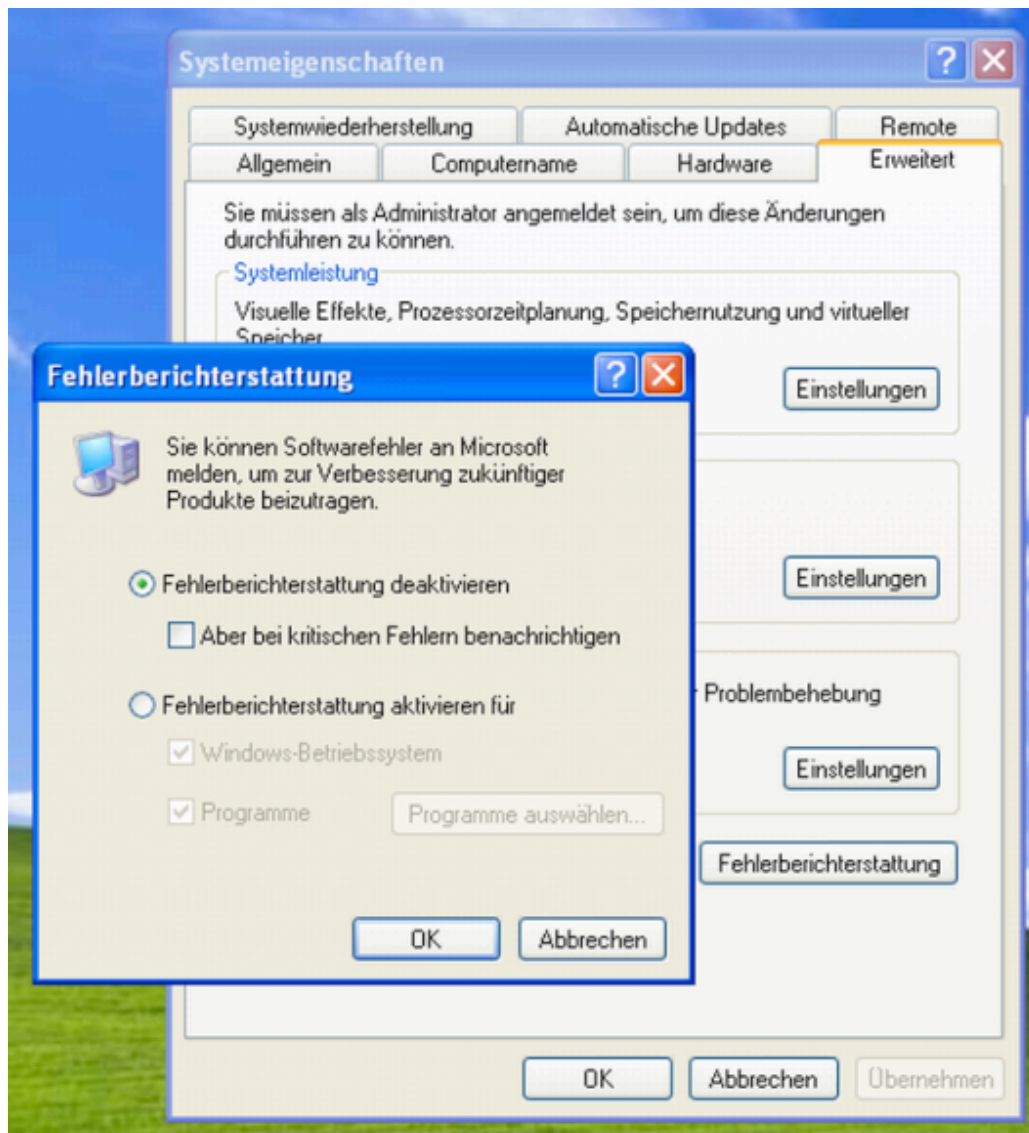 Systemeigenschaften
Systemwiederherstellung
Automatische Updates
Remote
Allgemein
Computername
Hardware
Erweitert
Sie müssen als Administrator angemeldet sein, um diese Änderungen
durchführen zu können.
Systemleistung
Visuelle Effekte, Prozessorzeitplanung, Speichernutzung und virtueller
Speicher
Einstellungen
Einstellungen
Problembehebung
Einstellungen
Fehlerberichterstattung
OK
Abbrechen
Übernehmen
Fehlerberichterstattung
Sie können Softwarefehler an Microsoft
melden, um zur Verbesserung zukünftiger
Produkte beizutragen.
Fehlerberichterstattung deaktivieren
Aber bei kritischen Fehlern benachrichtigen
Fehlerberichterstattung aktivieren für
Windows-Betriebssystem
Programme
Programme auswählen...
OK
Abbrechen